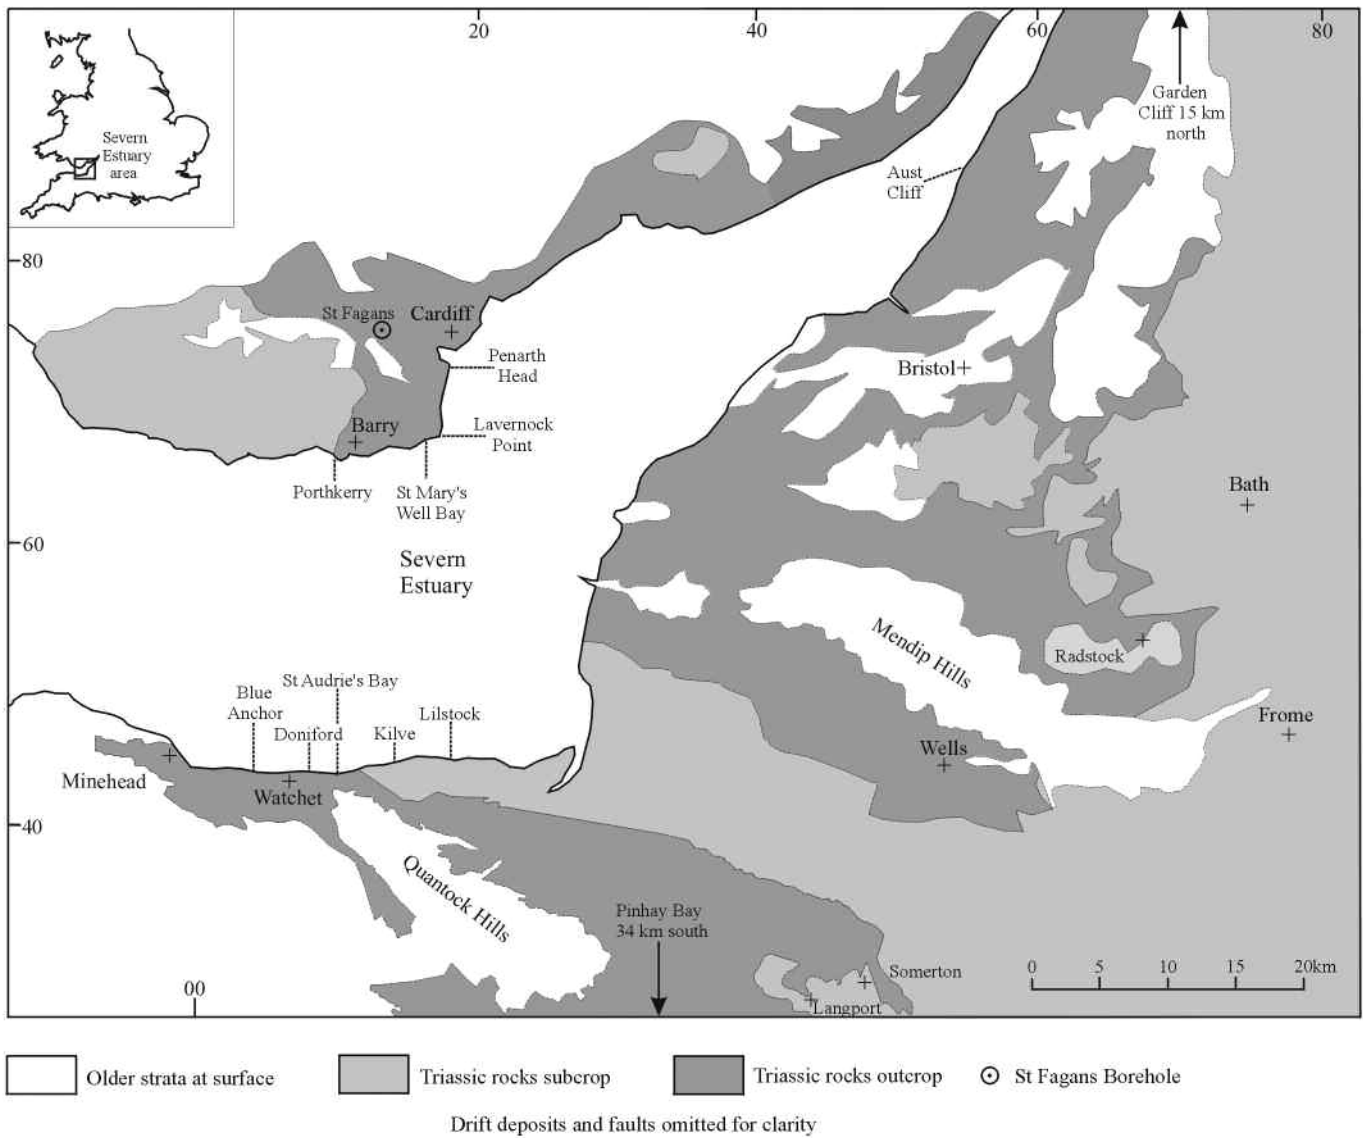 20
40
60
80
Severn
Estuary
area
Garden
Cliff 15 km
north
Aust
Cliff
80
St Fagans
Cardiff
Penarth
Head
Bristol
Barry
Lavernock
Point
Porthkerry
St Mary's
Well Bay
Bath
60
Severn
Estuary
Mendip Hills
Radstock
St Audrie's Bay
Blue
Anchor
Doniford
Kilve
Lilstock
Frome
Wells
Minehead
Watchet
40
Quantock Hills
Pinhay Bay
34 km south
Somerton
Langport
0 5 10 15 20km
00
Older strata at surface
Triassic rocks subcrop
Triassic rocks outcrop
St Fagans Borehole
Drift deposits and faults omitted for clarity